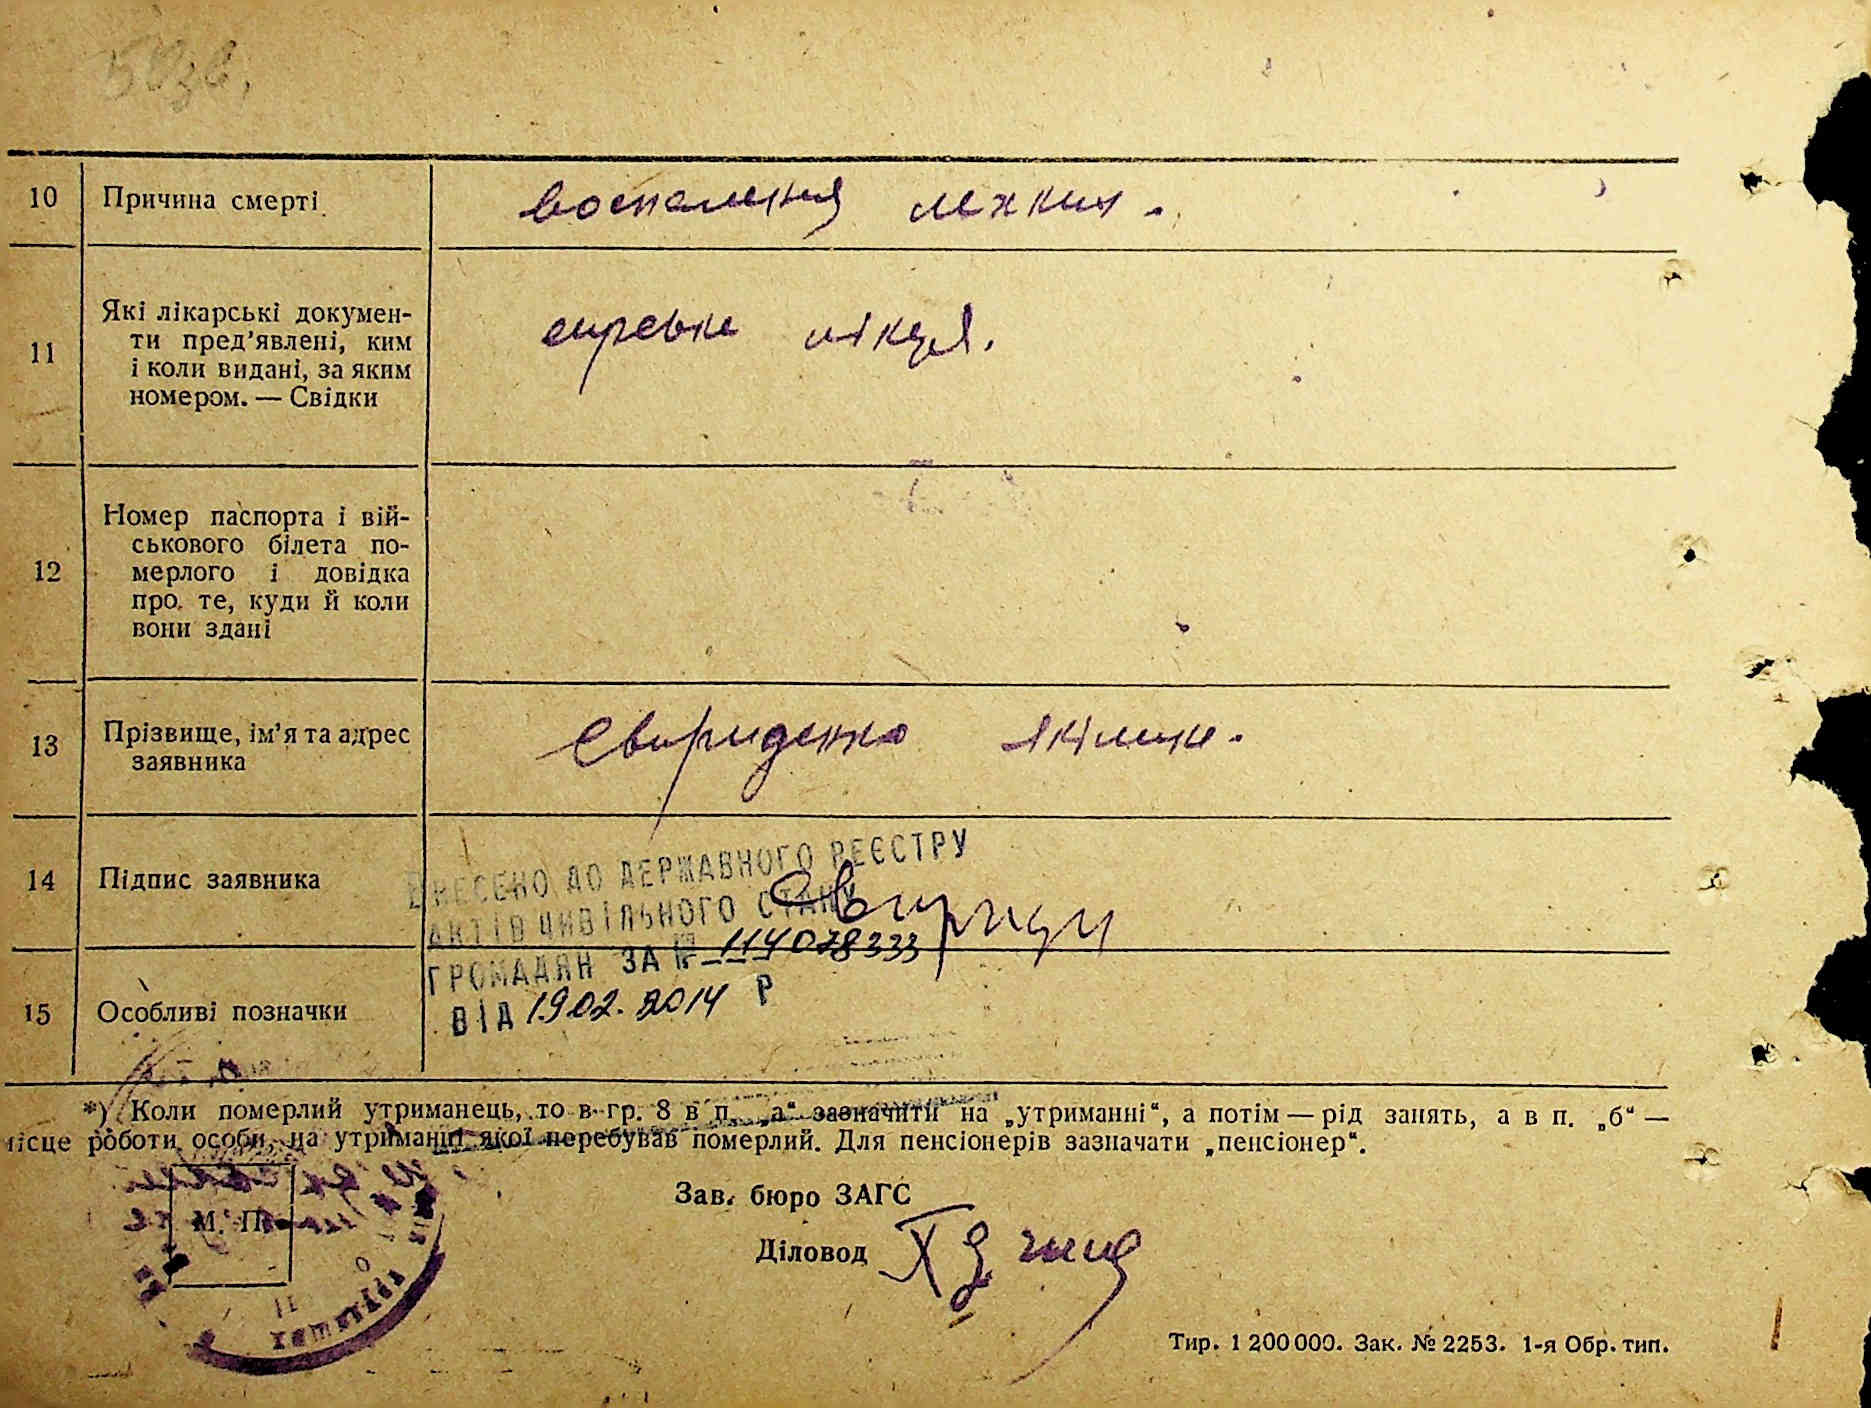 10 Причина смерті воспаления легких.
11 Які лікарські докумен-
ти пред’явлені, ким
і коли видані, за яким
номером. — Свідки
лікаря.
12 Номер паспорта і вій-
ськового білета по-
мерлого і довідка
про те, куди й коли
вони здані
13 Прізвище, ім’я та адрес
заявника
Свириденко Якілина.
14 Підпис заявника Свирид
ВНЕСЕНО ДО ДЕРЖАВНОГО РЕЄСТРУ
АКТІВ ЦИВІЛЬНОГО СТАНУ
ГРОМАДЯН ЗА № 114078333
ВІД 19 02. 2014 Р
15 Особливі позначки
*) Коли померлий утриманець, то в гр. 8 в п. „а“ зазначити на „утриманні“, а потім — рід занять, а в п. „б“ —
місце роботи особи, на утриманні якої перебував померлий. Для пенсіонерів зазначати „пенсіонер“.
М. П.
Зав. бюро ЗАГС
Діловод
Тир. 1 200 000. Зак. № 2253. 1-я Обр. тип.